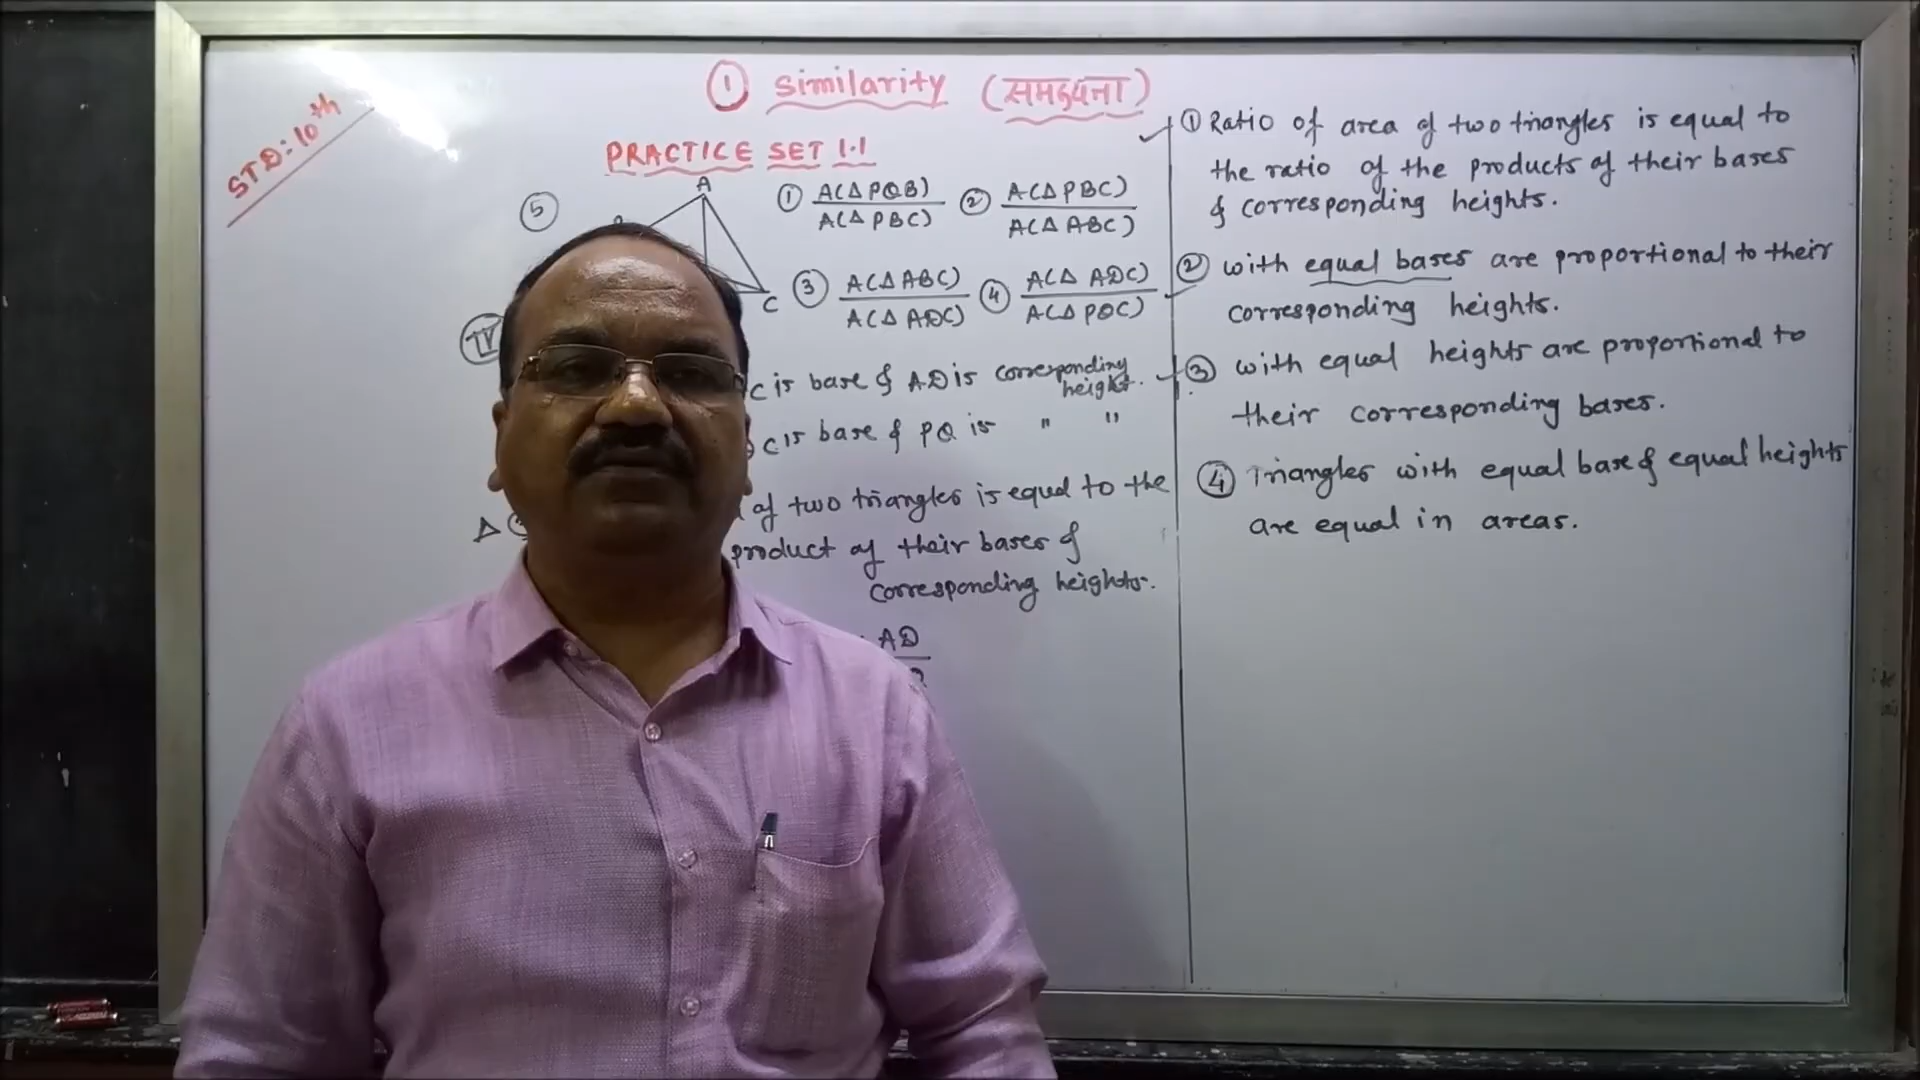 STD: 10th
① Similarity (समरुपता)
PRACTICE SET 1.1
⑤
A
C
① A(Δ PQB) / A(Δ PBC) ② A(Δ PBC) / A(Δ ABC)
③ A(Δ ABC) / A(Δ ADC) ④ A(Δ ADC) / A(Δ PQC)
C is base & AD is corresponding height.
C is base & PQ is " "
of two triangles is equal to the
product of their bases &
corresponding heights.
AD
① Ratio of area of two triangles is equal to
the ratio of the products of their bases
& corresponding heights.
② with equal bases are proportional to their
corresponding heights.
③ with equal heights are proportional to
their corresponding bases.
④ Triangles with equal base & equal heights
are equal in areas.